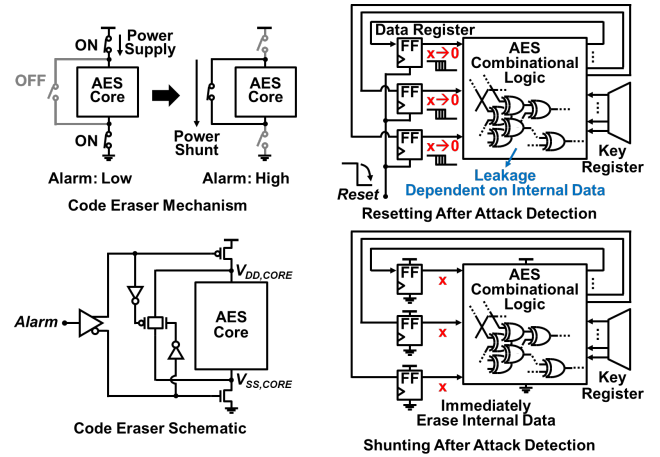 ON
Power
Supply
OFF
AES
Core
ON
Alarm: Low
Power
Shunt
AES
Core
Alarm: High
Code Eraser Mechanism
Data Register
FF
x→0
FF
x→0
FF
x→0
AES
Combinational
Logic
Key
Register
Reset
Leakage
Dependent on Internal Data
Resetting After Attack Detection
Alarm
VDD,CORE
AES
Core
VSS,CORE
Code Eraser Schematic
FF
x
FF
x
FF
x
AES
Combinational
Logic
Key
Register
Immediately
Erase Internal Data
Shunting After Attack Detection